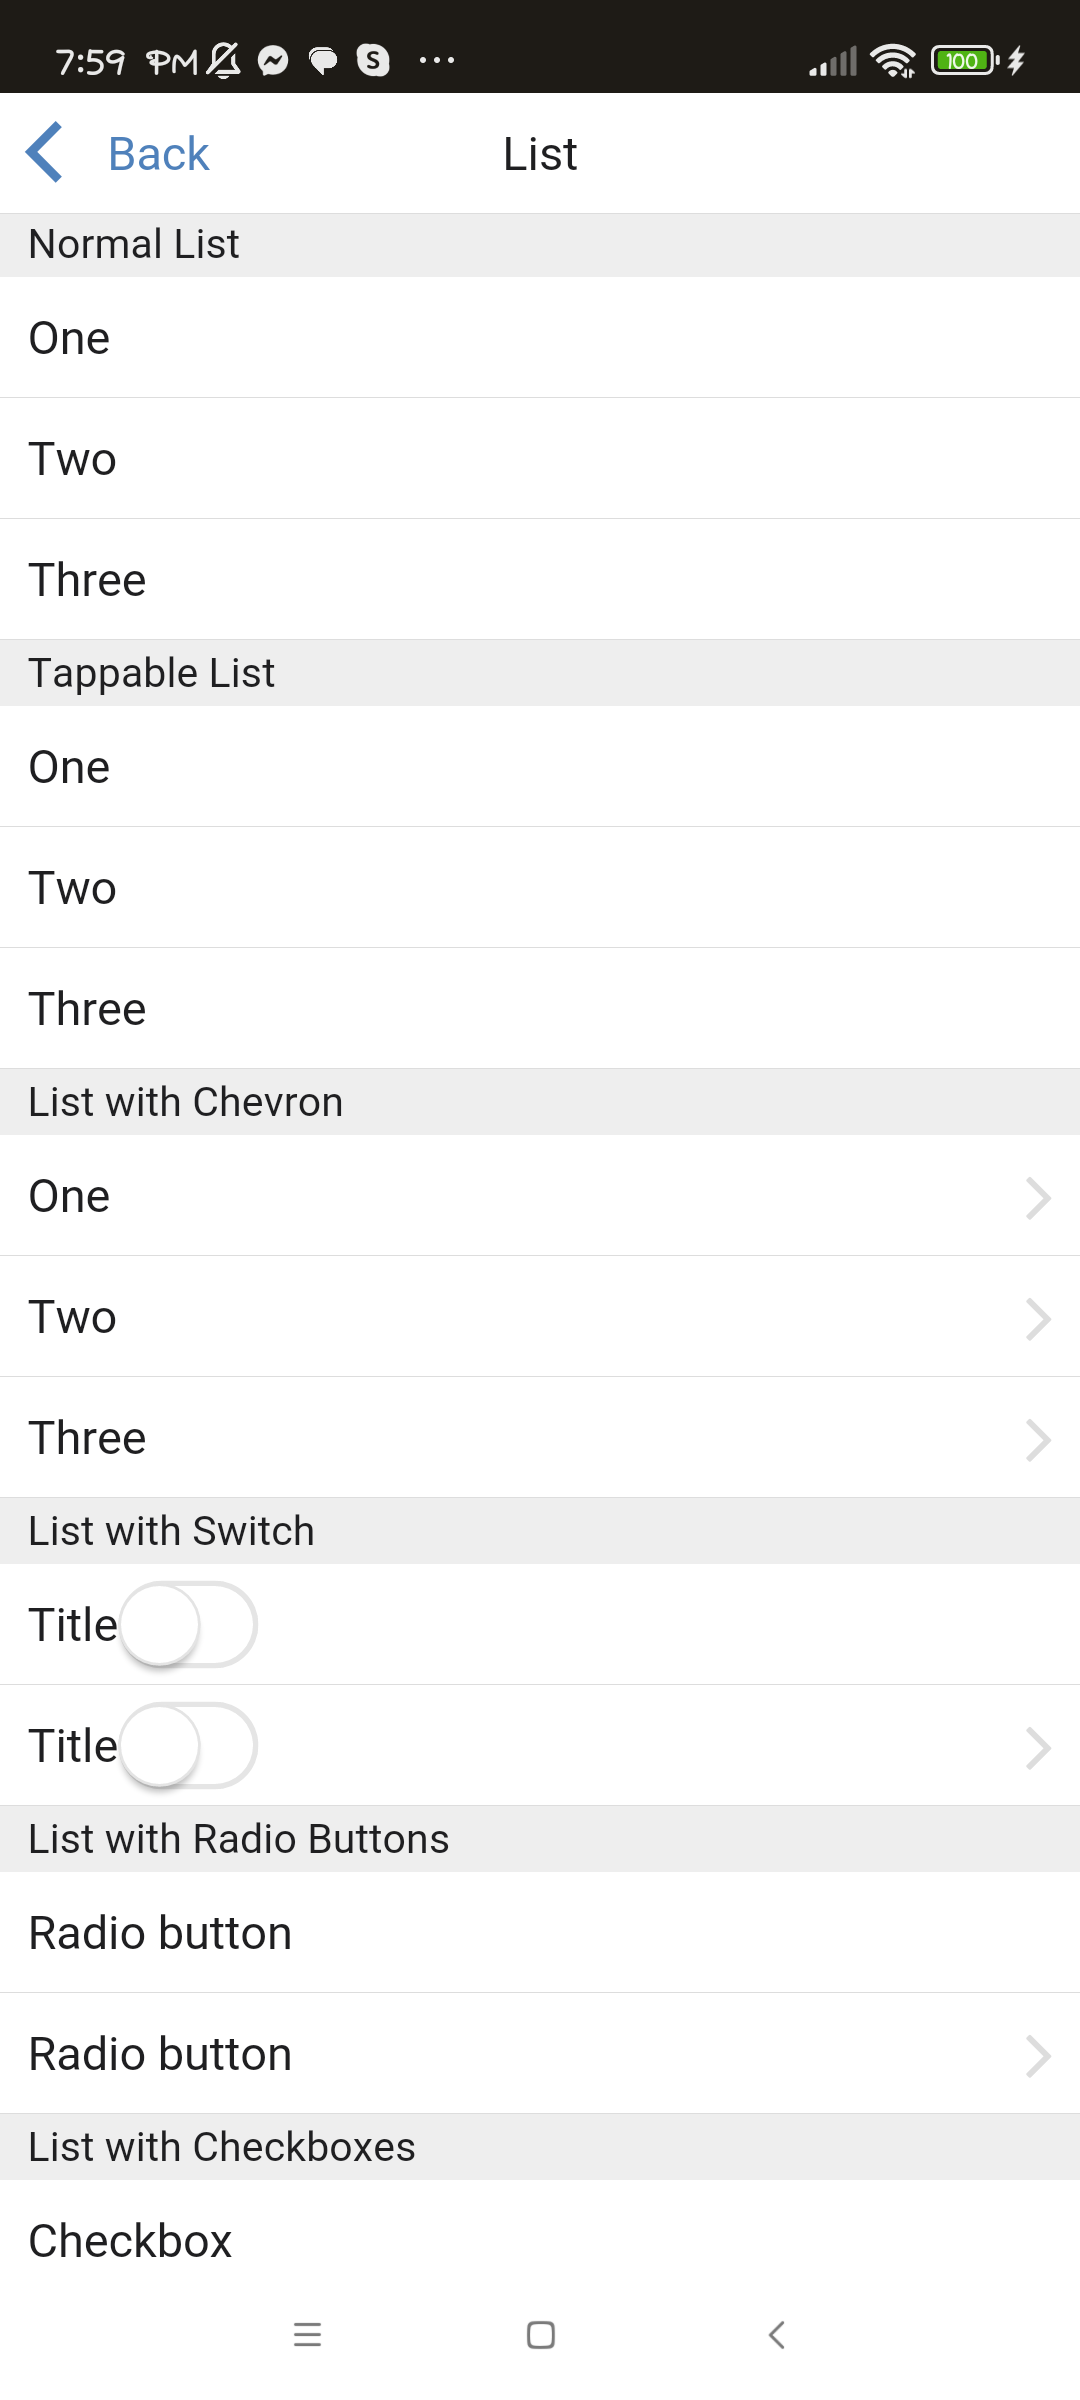 7:59 PM S ... 100
Back List
Normal List
One
Two
Three
Tappable List
One
Two
Three
List with Chevron
One
Two
Three
List with Switch
Title
Title
List with Radio Buttons
Radio button
Radio button
List with Checkboxes
Checkbox